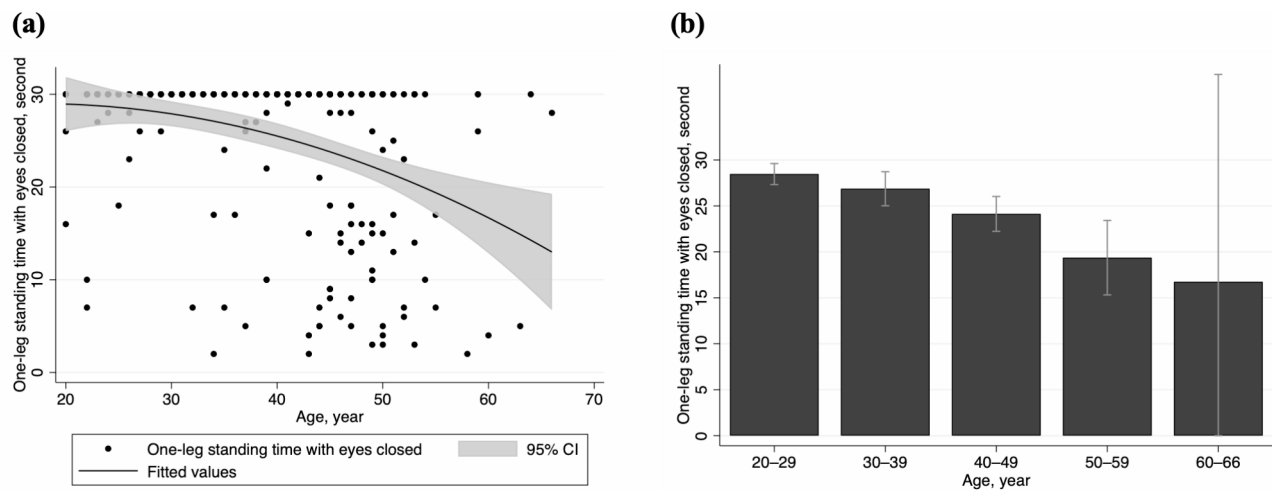 (a)
One-leg standing time with eyes closed, second
30
20
10
0
20 30 40 50 60 70
Age, year
One-leg standing time with eyes closed
95% CI
Fitted values
(b)
One-leg standing time with eyes closed, second
30
25
20
15
10
5
0
20–29 30–39 40–49 50–59 60–66
Age, year